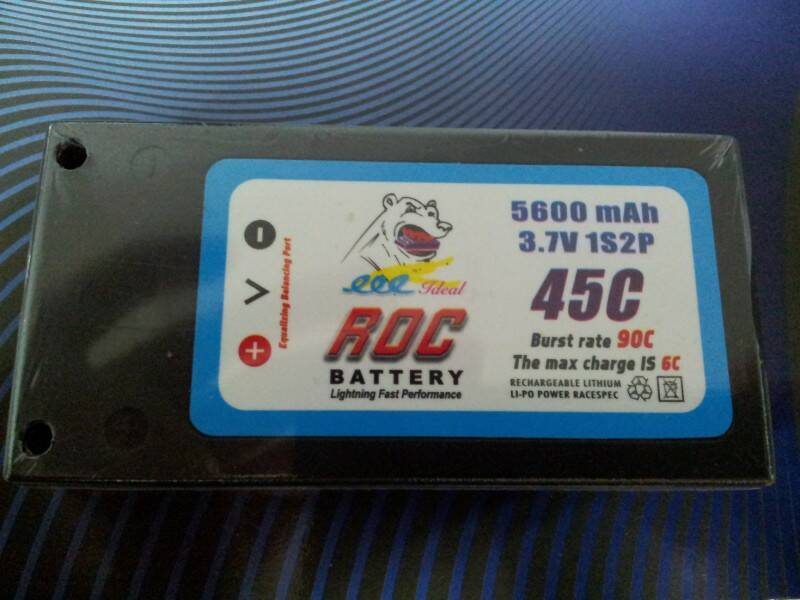 Equalizing Balancing Port
eee Ideal
ROC
BATTERY
Lightning Fast Performance
5600 mAh
3.7V 1S2P
45C
Burst rate 90C
The max charge IS 6C
RECHARGEABLE LITHIUM
LI-PO POWER RACESPEC